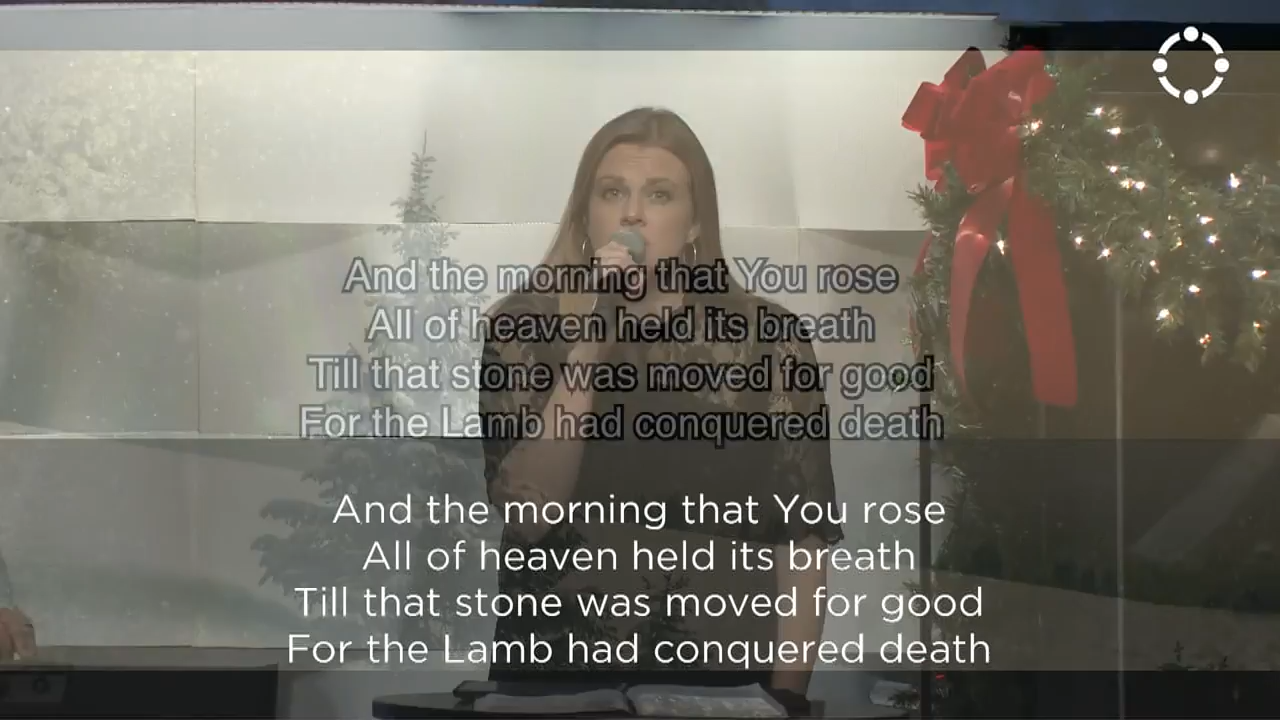 And the morning that You rose
All of heaven held its breath
Till that stone was moved for good
For the Lamb had conquered death
And the morning that You rose
All of heaven held its breath
Till that stone was moved for good
For the Lamb had conquered death